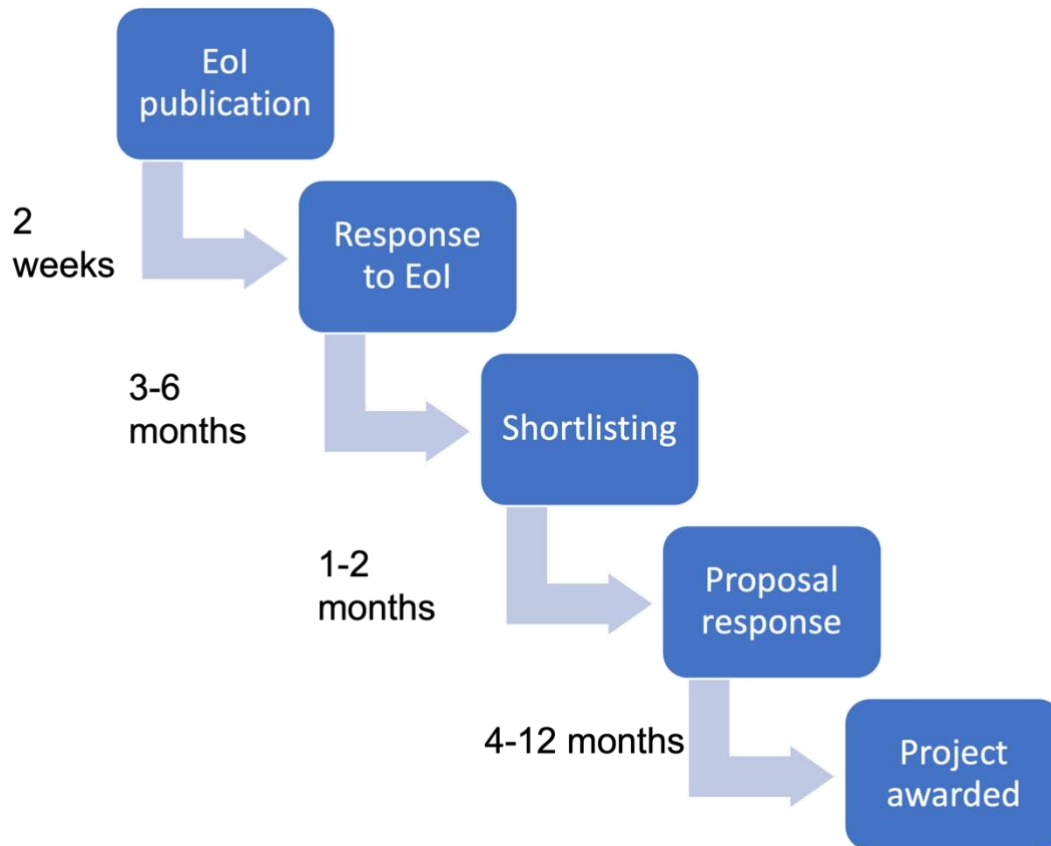 EoI
publication
2
weeks
Response
to EoI
3-6
months
Shortlisting
1-2
months
Proposal
response
4-12 months
Project
awarded